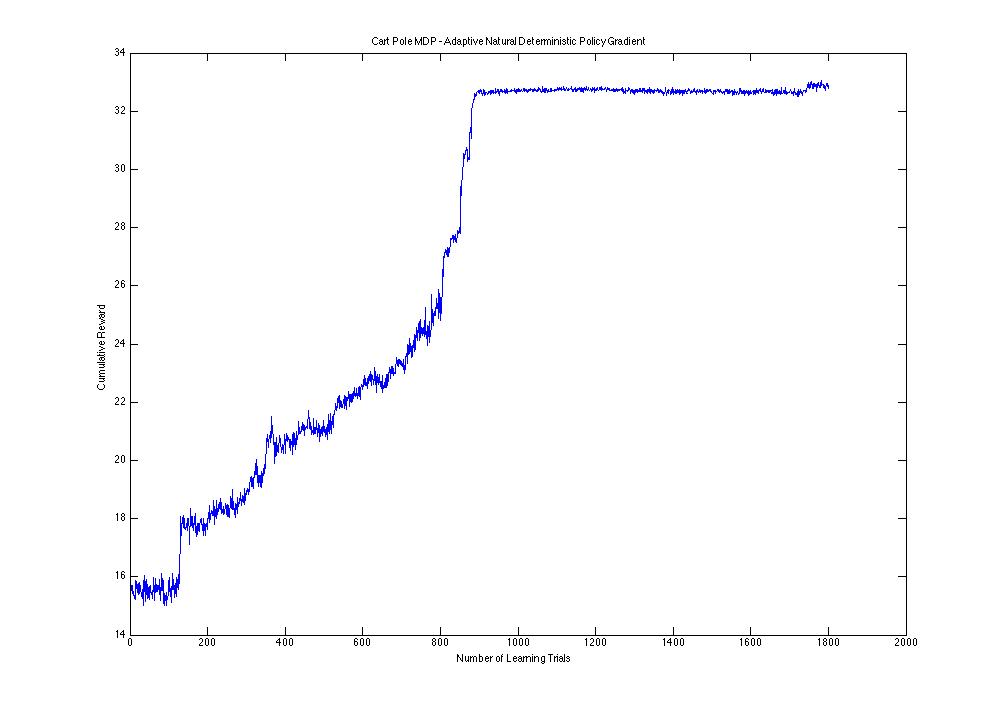 Cart Pole MDP - Adaptive Natural Deterministic Policy Gradient
34
32
30
28
26
24
22
20
18
16
14
Cumulative Reward
0 200 400 600 800 1000 1200 1400 1600 1800 2000
Number of Learning Trials